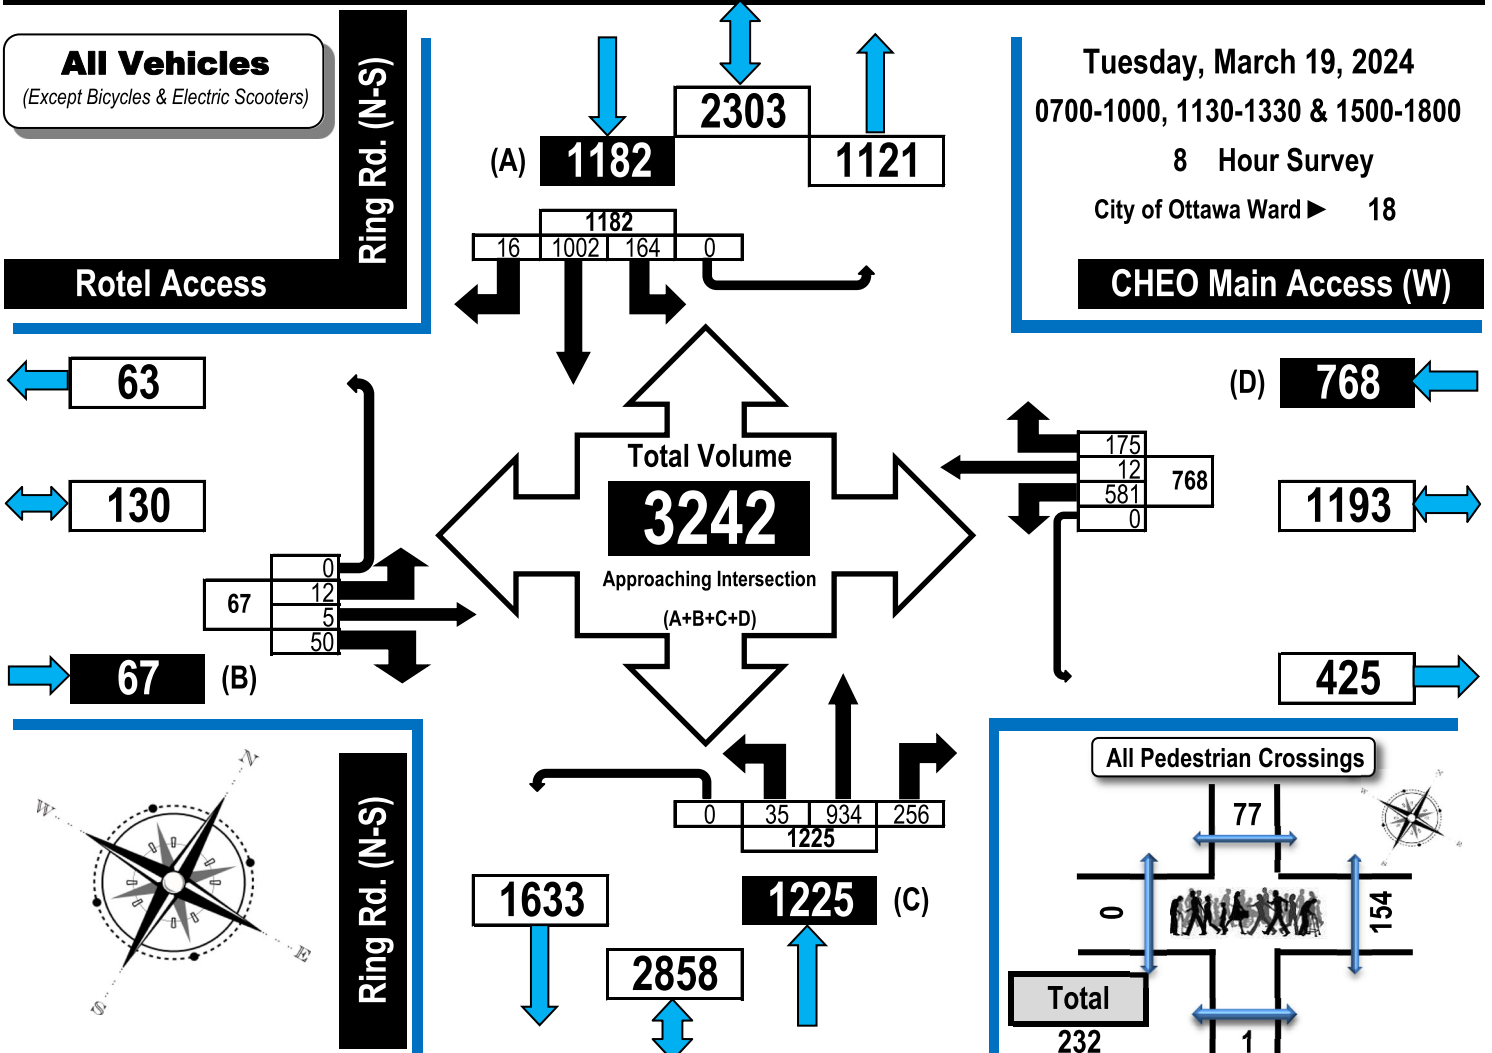 All Vehicles
(Except Bicycles & Electric Scooters)
Ring Rd. (N-S)
Rotel Access
2303
(A)
1182
1121
1182
16 1002 164 0
Tuesday, March 19, 2024
0700-1000, 1130-1330 & 1500-1800
8 Hour Survey
City of Ottawa Ward ► 18
CHEO Main Access (W)
63
130
0
12
5
50
67
67
(B)
Total Volume
3242
Approaching Intersection
(A+B+C+D)
(D)
768
175
12
581
0
768
1193
425
N
W
E
S
Ring Rd. (N-S)
0 35 934 256
1225
1633
1225
(C)
2858
All Pedestrian Crossings
77
0
154
Total
232
1